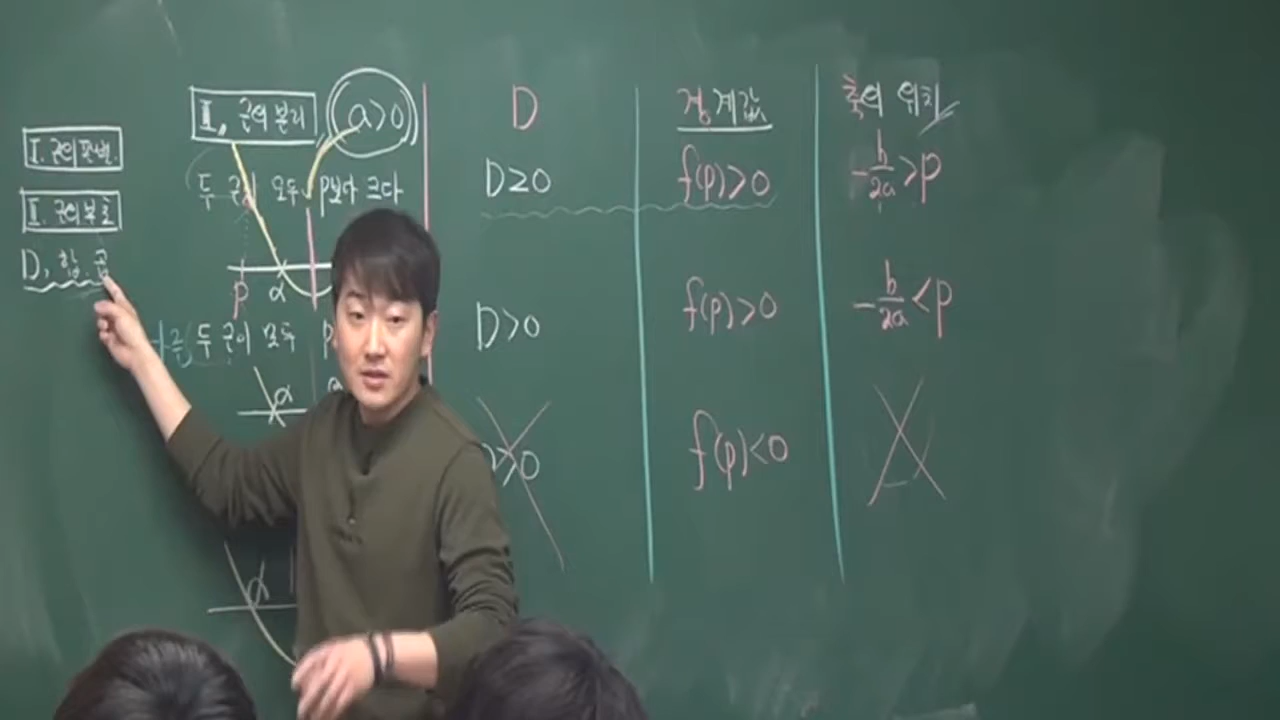 Ⅰ. 근의 판별.
Ⅱ. 근의 부호
D, 합, 곱
Ⅲ, 근의 분리 a>0
두 근이 모두 p보다 크다
p α
다른 두 근이 모두 p
α
α
D
D≥0
D>0
>0
경계값
f(p)>0
f(p)>0
f(p)<0
축의 위치
-b/2a>p
-b/2a<p